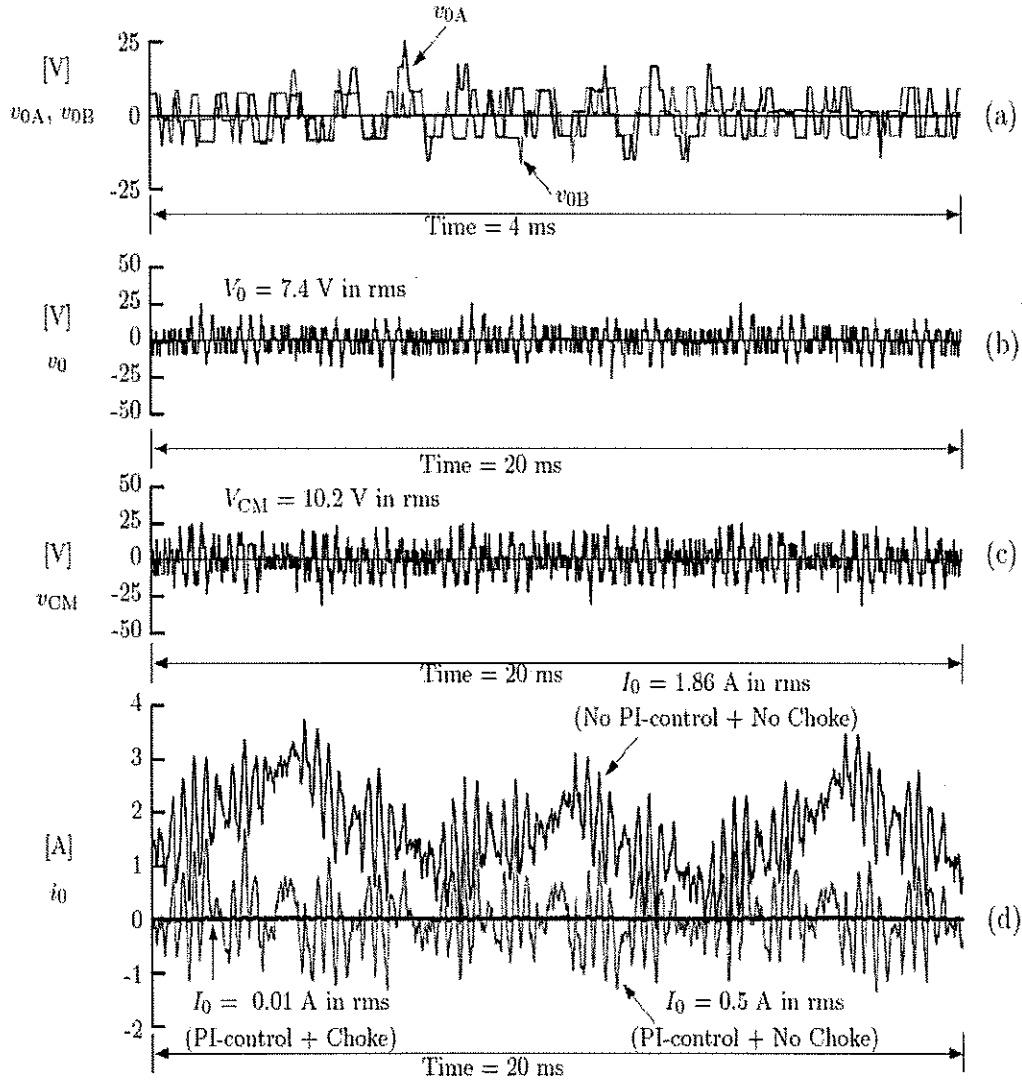 v0A
25
[V]
v0A, v0B
0
(a)
-25
v0B
Time = 4 ms
50
V0 = 7.4 V in rms
25
[V]
0
v0
(b)
-25
-50
Time = 20 ms
50
VCM = 10.2 V in rms
25
[V]
0
(c)
vCM
-25
-50
Time = 20 ms
I0 = 1.86 A in rms
(No PI-control + No Choke)
4
3
2
[A]
1
i0
0
(d)
-1
I0 = 0.01 A in rms
(PI-control + Choke)
I0 = 0.5 A in rms
(PI-control + No Choke)
-2
Time = 20 ms